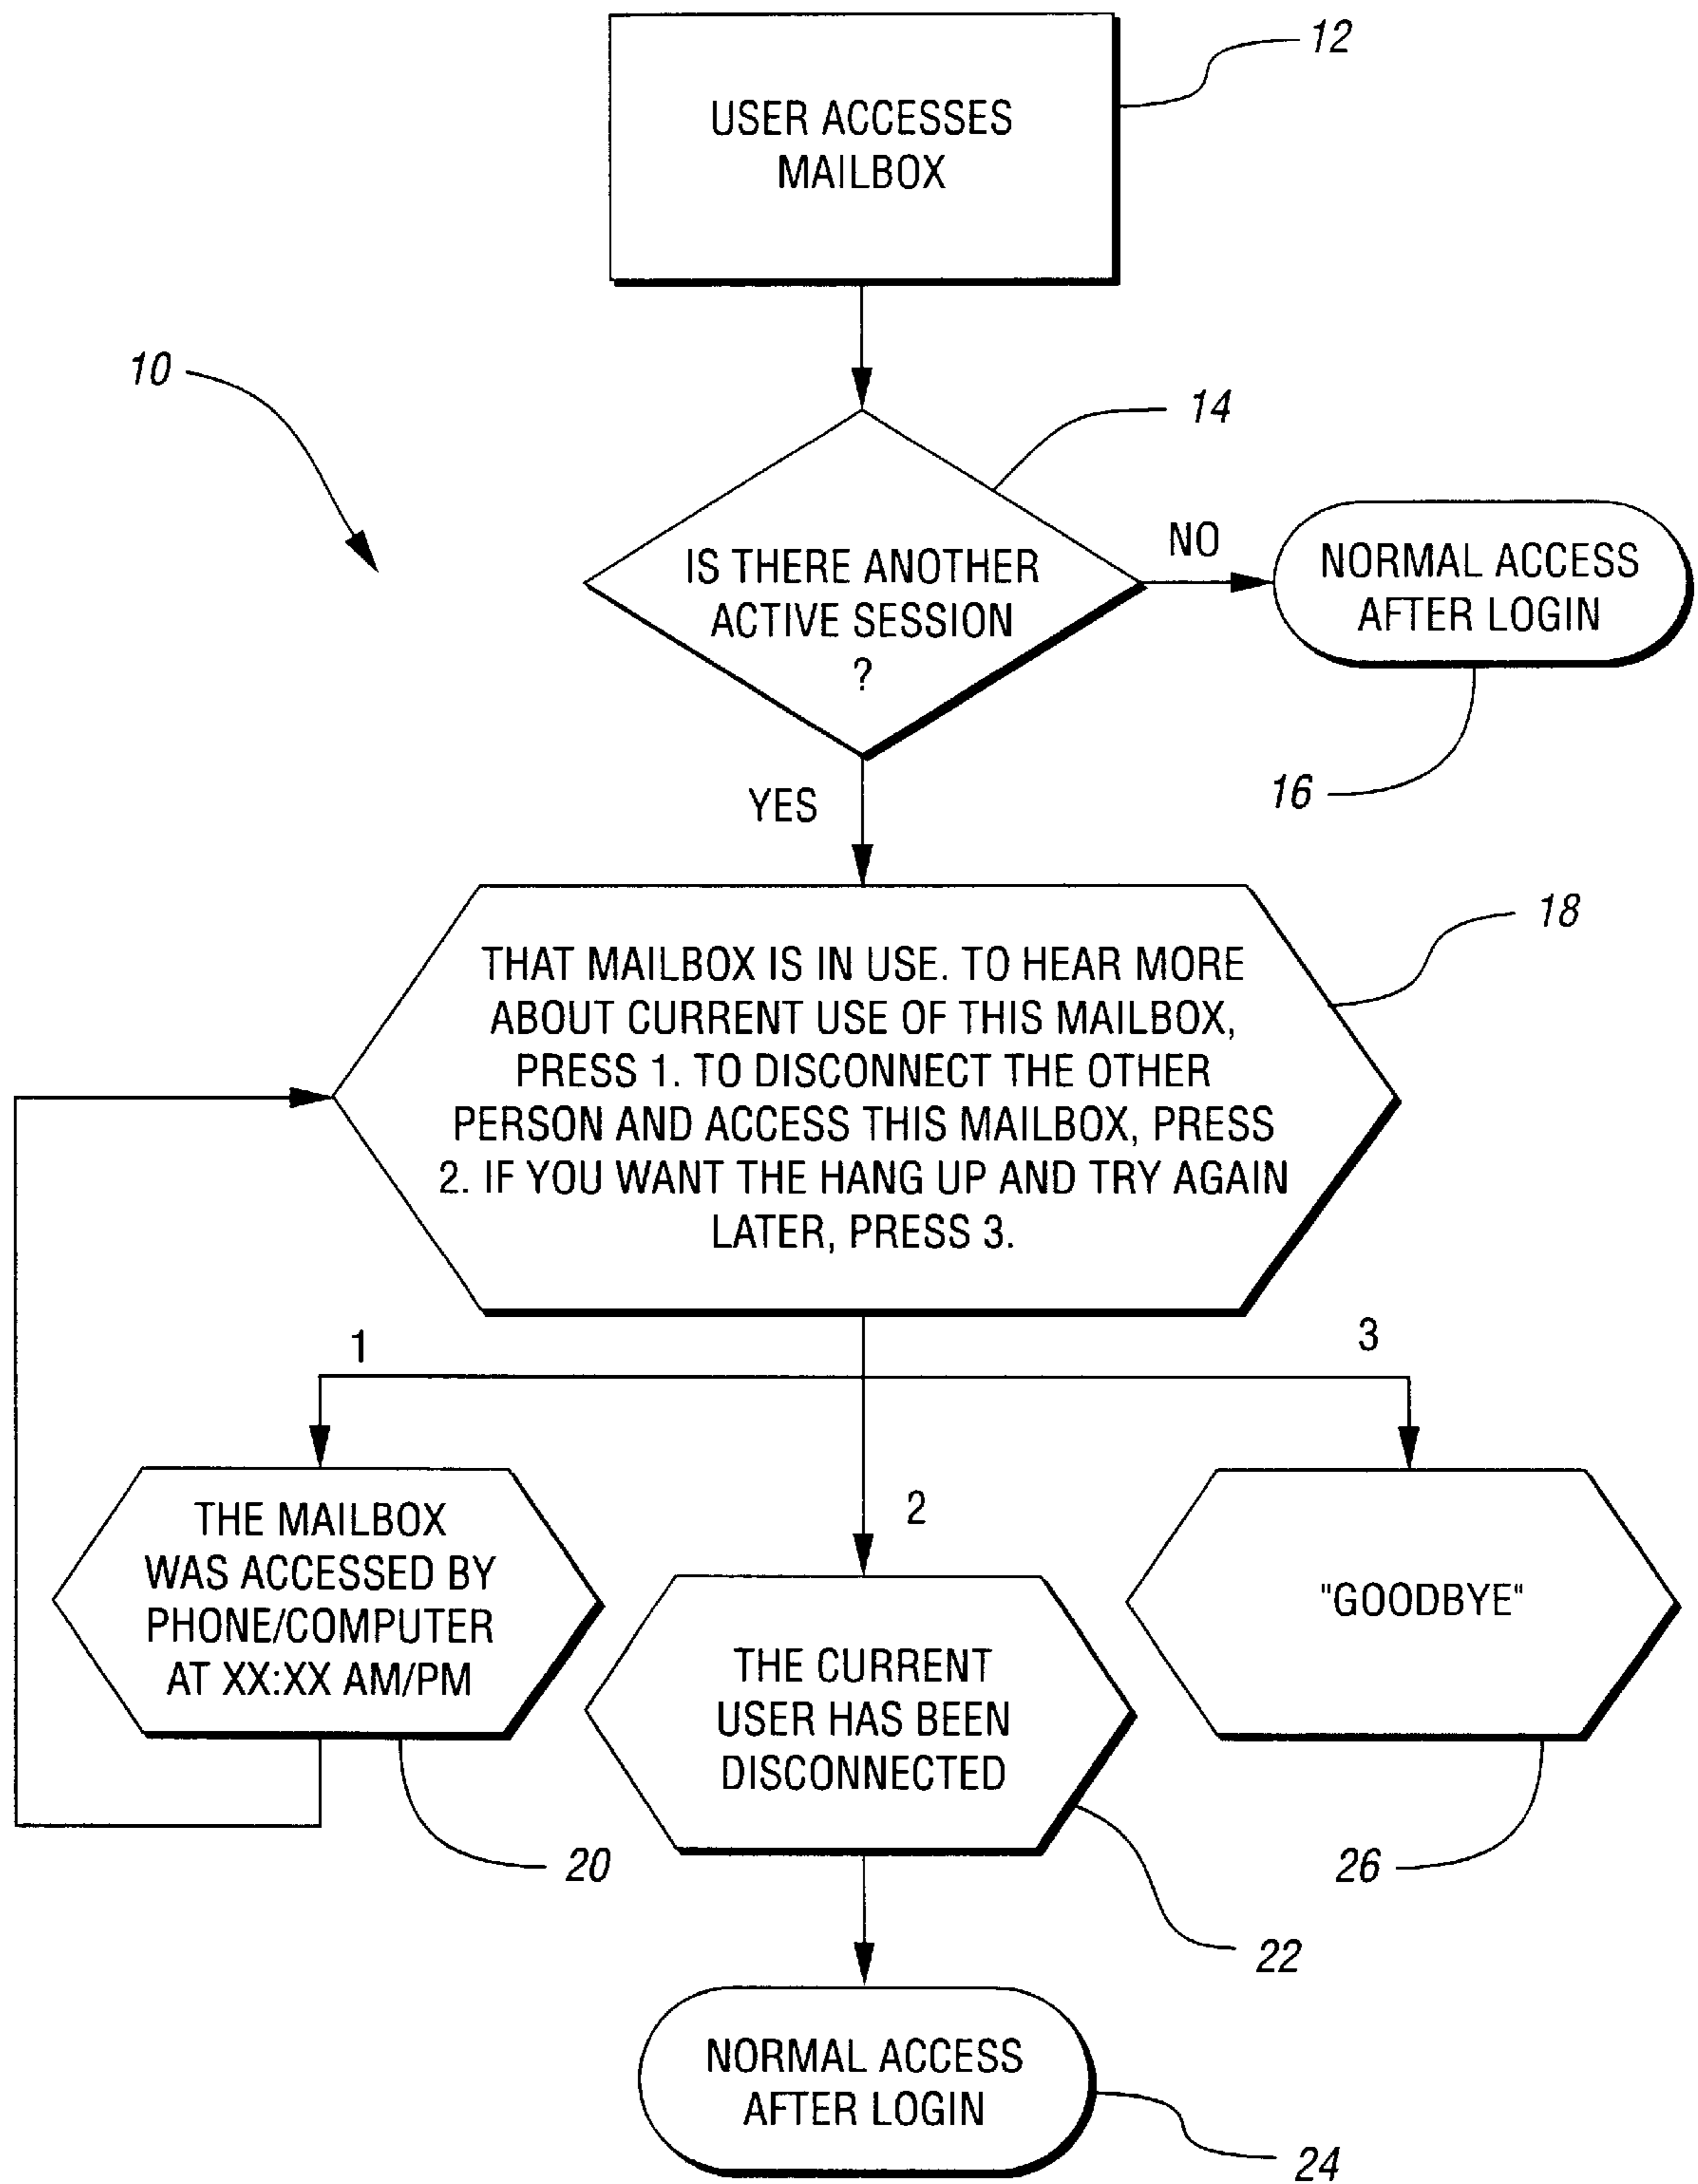 12
USER ACCESSES
MAILBOX
10
14
IS THERE ANOTHER
ACTIVE SESSION
?
NO
NORMAL ACCESS
AFTER LOGIN
16
YES
18
THAT MAILBOX IS IN USE. TO HEAR MORE
ABOUT CURRENT USE OF THIS MAILBOX,
PRESS 1. TO DISCONNECT THE OTHER
PERSON AND ACCESS THIS MAILBOX, PRESS
2. IF YOU WANT THE HANG UP AND TRY AGAIN
LATER, PRESS 3.
1
3
2
THE MAILBOX
WAS ACCESSED BY
PHONE/COMPUTER
AT XX:XX AM/PM
20
THE CURRENT
USER HAS BEEN
DISCONNECTED
22
"GOODBYE"
26
NORMAL ACCESS
AFTER LOGIN
24